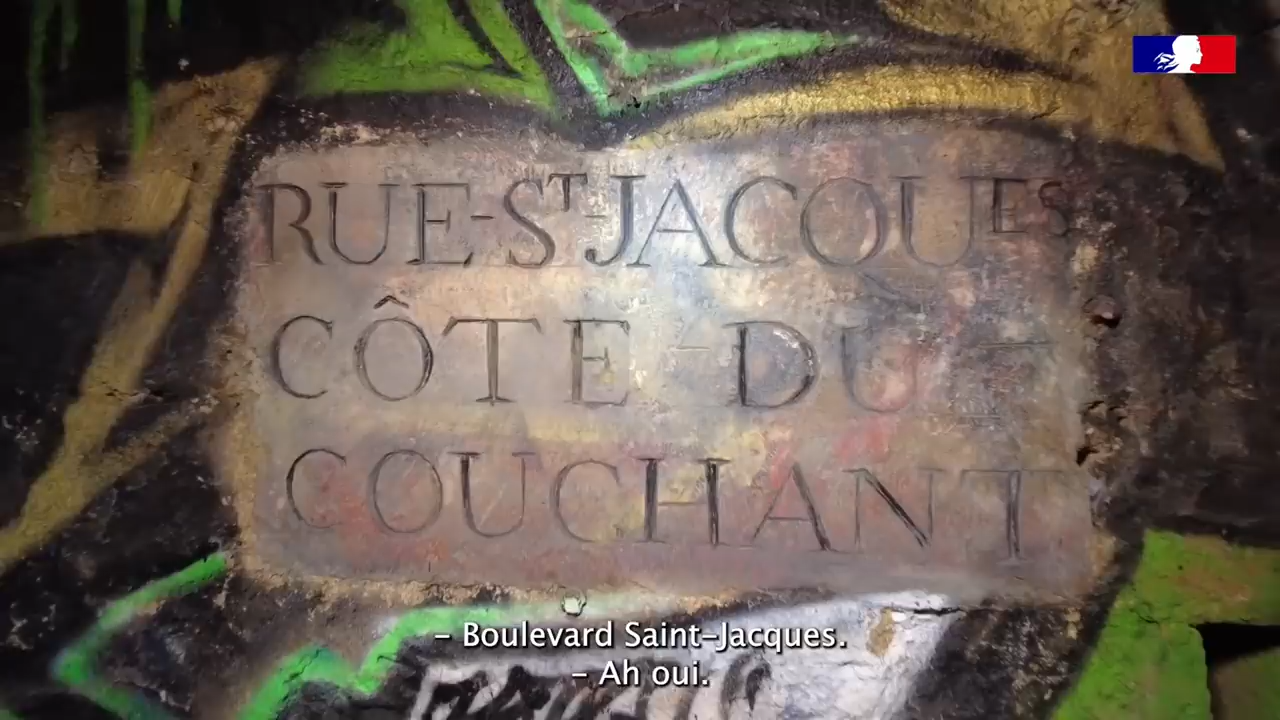 RUE-ST-JACQUES
CÔTE DU
COUCHANT
– Boulevard Saint-Jacques.
– Ah oui.